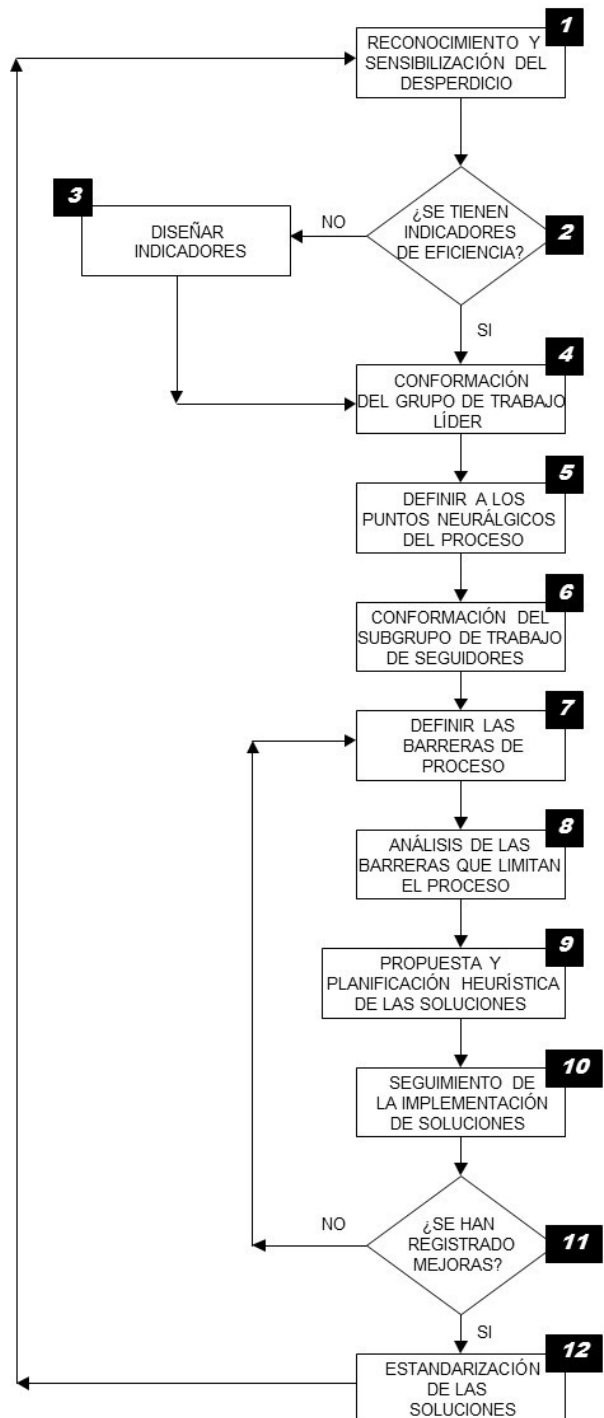 1
RECONOCIMIENTO Y
SENSIBILIZACIÓN DEL
DESPERDICIO
2
¿SE TIENEN
INDICADORES
DE EFICIENCIA?
NO
3
DISEÑAR
INDICADORES
SI
4
CONFORMACIÓN
DEL GRUPO DE TRABAJO
LÍDER
5
DEFINIR A LOS
PUNTOS NEURÁLGICOS
DEL PROCESO
6
CONFORMACIÓN DEL
SUBGRUPO DE TRABAJO
DE SEGUIDORES
7
DEFINIR LAS
BARRERAS DE
PROCESO
8
ANÁLISIS DE LAS
BARRERAS QUE LIMITAN
EL PROCESO
9
PROPUESTA Y
PLANIFICACIÓN HEURÍSTICA
DE LAS SOLUCIONES
10
SEGUIMIENTO DE
LA IMPLEMENTACIÓN
DE SOLUCIONES
11
¿SE HAN
REGISTRADO
MEJORAS?
NO
SI
12
ESTANDARIZACIÓN
DE LAS
SOLUCIONES